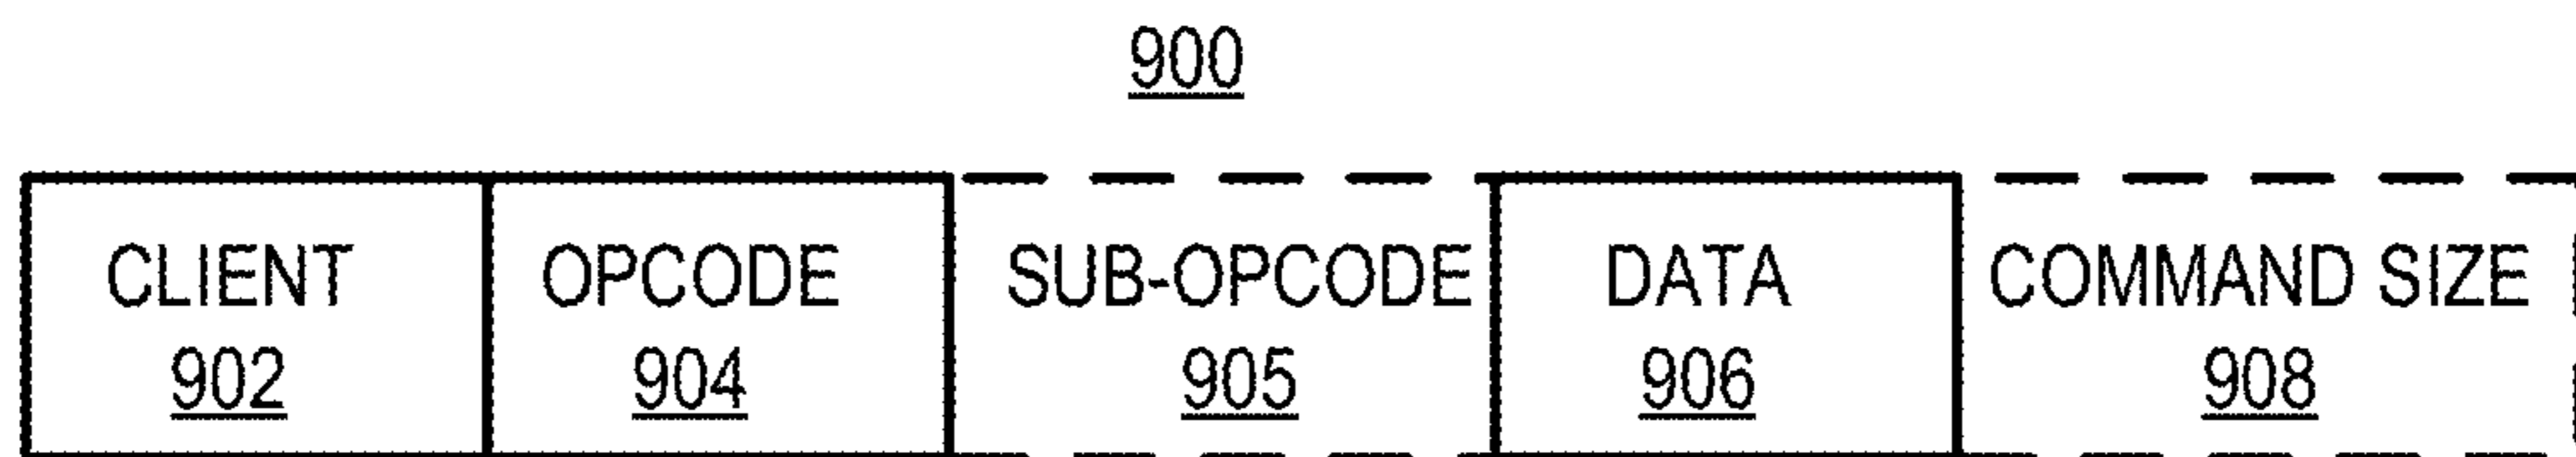 900
CLIENT OPCODE SUB-OPCODE DATA COMMAND SIZE
902 904 905 906 908